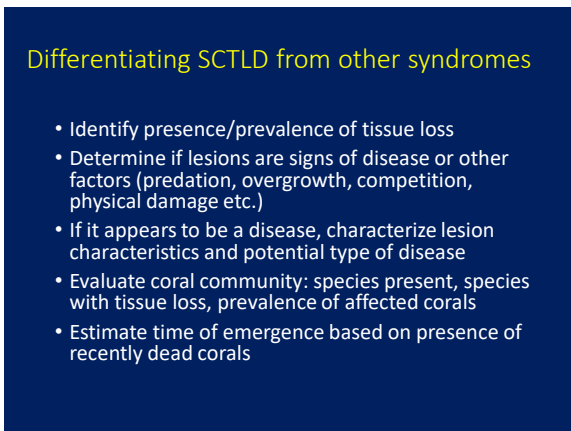 Differentiating SCTLD from other syndromes
• Identify presence/prevalence of tissue loss
• Determine if lesions are signs of disease or other
factors (predation, overgrowth, competition,
physical damage etc.)
• If it appears to be a disease, characterize lesion
characteristics and potential type of disease
• Evaluate coral community: species present, species
with tissue loss, prevalence of affected corals
• Estimate time of emergence based on presence of
recently dead corals